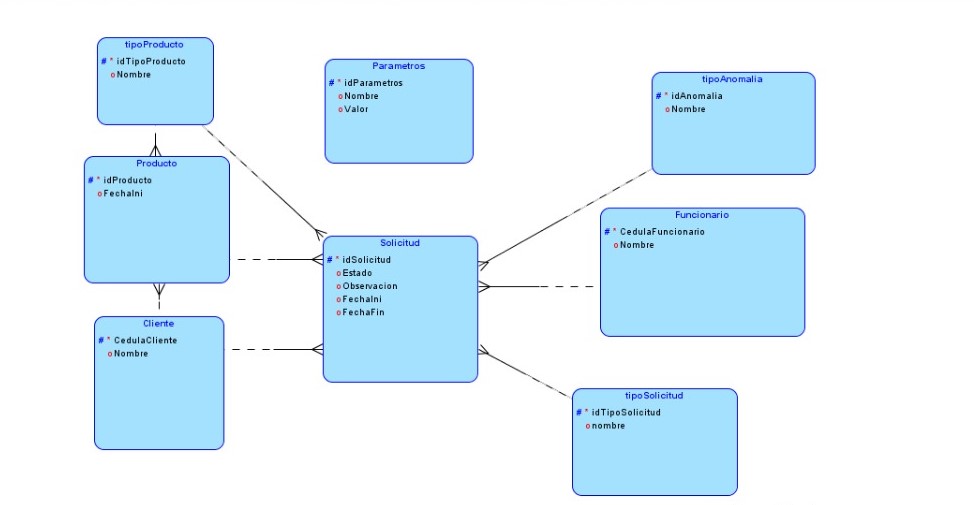 tipoProducto
# * idTipoProducto
o Nombre
Parametros
# * idParametros
o Nombre
o Valor
tipoAnomalia
# * idAnomalia
o Nombre
Producto
# * idProducto
o FechaIni
Funcionario
# * CedulaFuncionario
o Nombre
Solicitud
# * idSolicitud
o Estado
o Observacion
o FechaIni
o FechaFin
Cliente
# * CedulaCliente
o Nombre
tipoSolicitud
# * idTipoSolicitud
o nombre